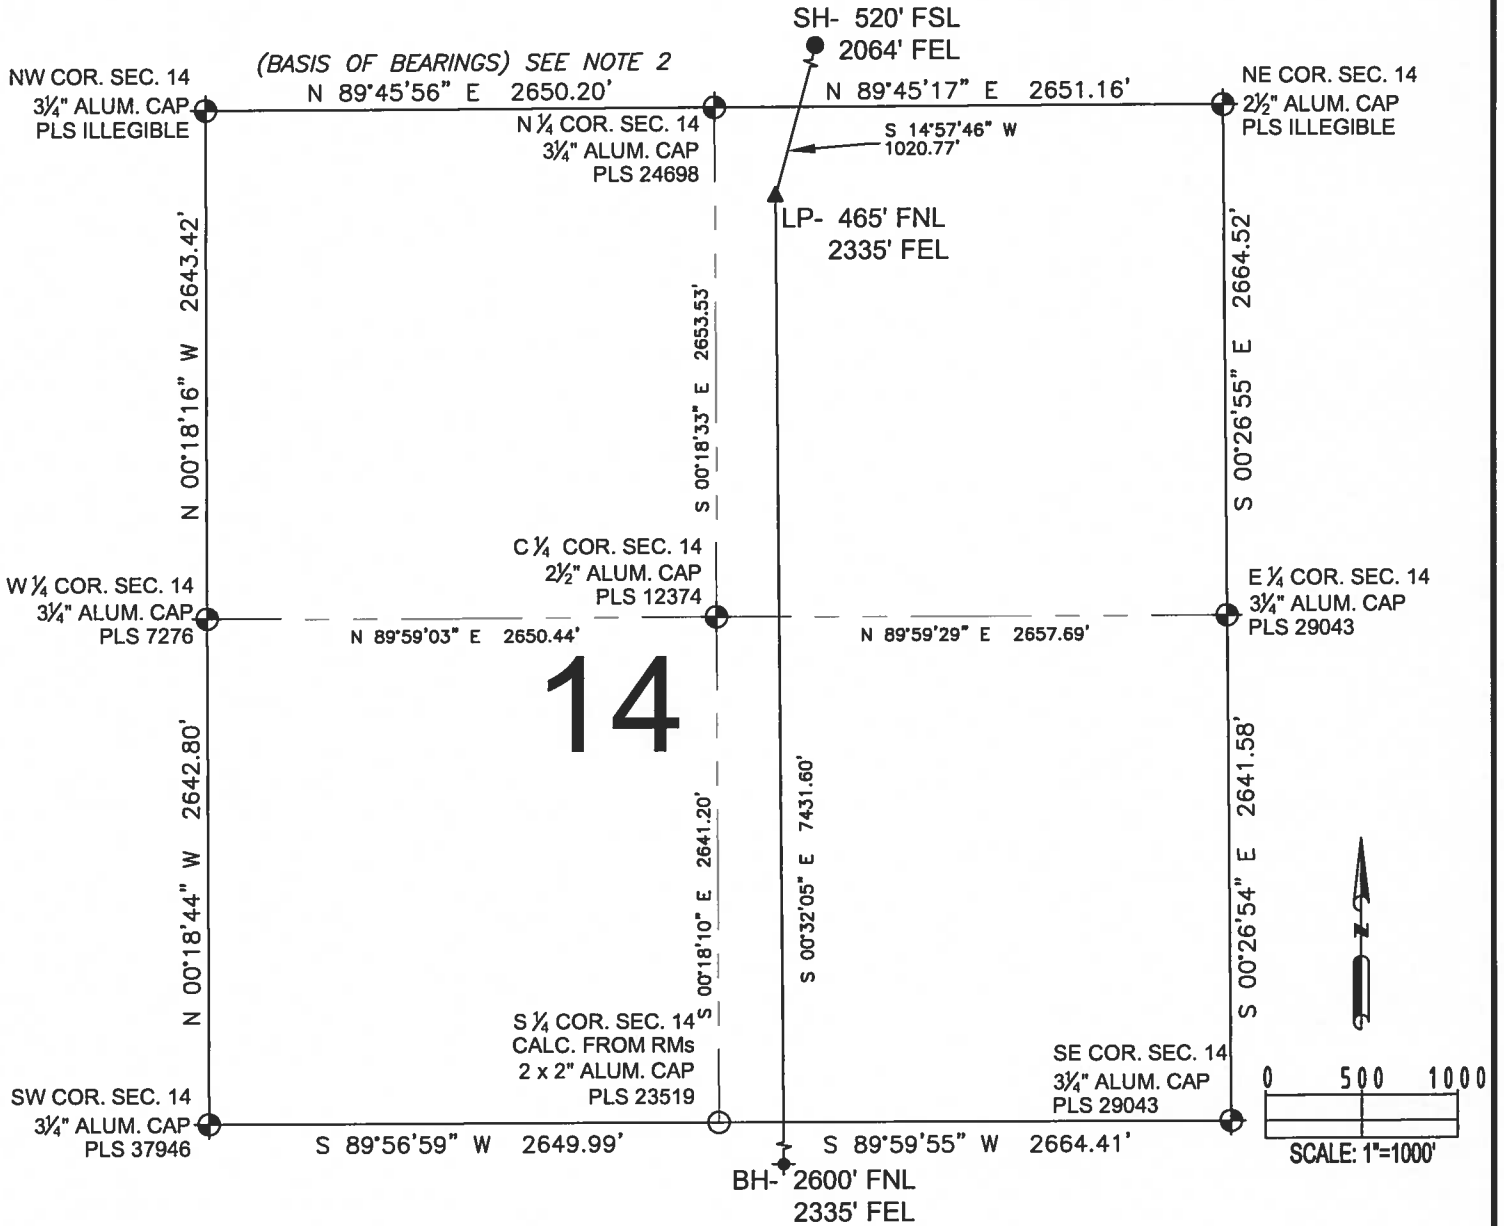 SH- 520' FSL
2064' FEL
(BASIS OF BEARINGS) SEE NOTE 2
N 89°45'56" E 2650.20'
N 89°45'17" E 2651.16'
NW COR. SEC. 14
3¼" ALUM. CAP
PLS ILLEGIBLE
N ¼ COR. SEC. 14
3¼" ALUM. CAP
PLS 24698
S 14°57'46" W
1020.77'
NE COR. SEC. 14
2½" ALUM. CAP
PLS ILLEGIBLE
LP- 465' FNL
2335' FEL
N 00°18'16" W 2643.42'
S 00°18'33" E 2653.53'
S 00°26'55" E 2664.52'
W ¼ COR. SEC. 14
3¼" ALUM. CAP
PLS 7276
C ¼ COR. SEC. 14
2½" ALUM. CAP
PLS 12374
E ¼ COR. SEC. 14
3¼" ALUM. CAP
PLS 29043
N 89°59'03" E 2650.44'
N 89°59'29" E 2657.69'
14
N 00°18'44" W 2642.80'
S 00°18'10" E 2641.20'
S 00°32'05" E 7431.60'
S 00°26'54" E 2641.58'
N
S ¼ COR. SEC. 14
CALC. FROM RMs
2 x 2" ALUM. CAP
PLS 23519
SE COR. SEC. 14
3¼" ALUM. CAP
PLS 29043
SW COR. SEC. 14
3¼" ALUM. CAP
PLS 37946
S 89°56'59" W 2649.99'
S 89°59'55" W 2664.41'
0 500 1000
SCALE: 1"=1000'
BH- 2600' FNL
2335' FEL